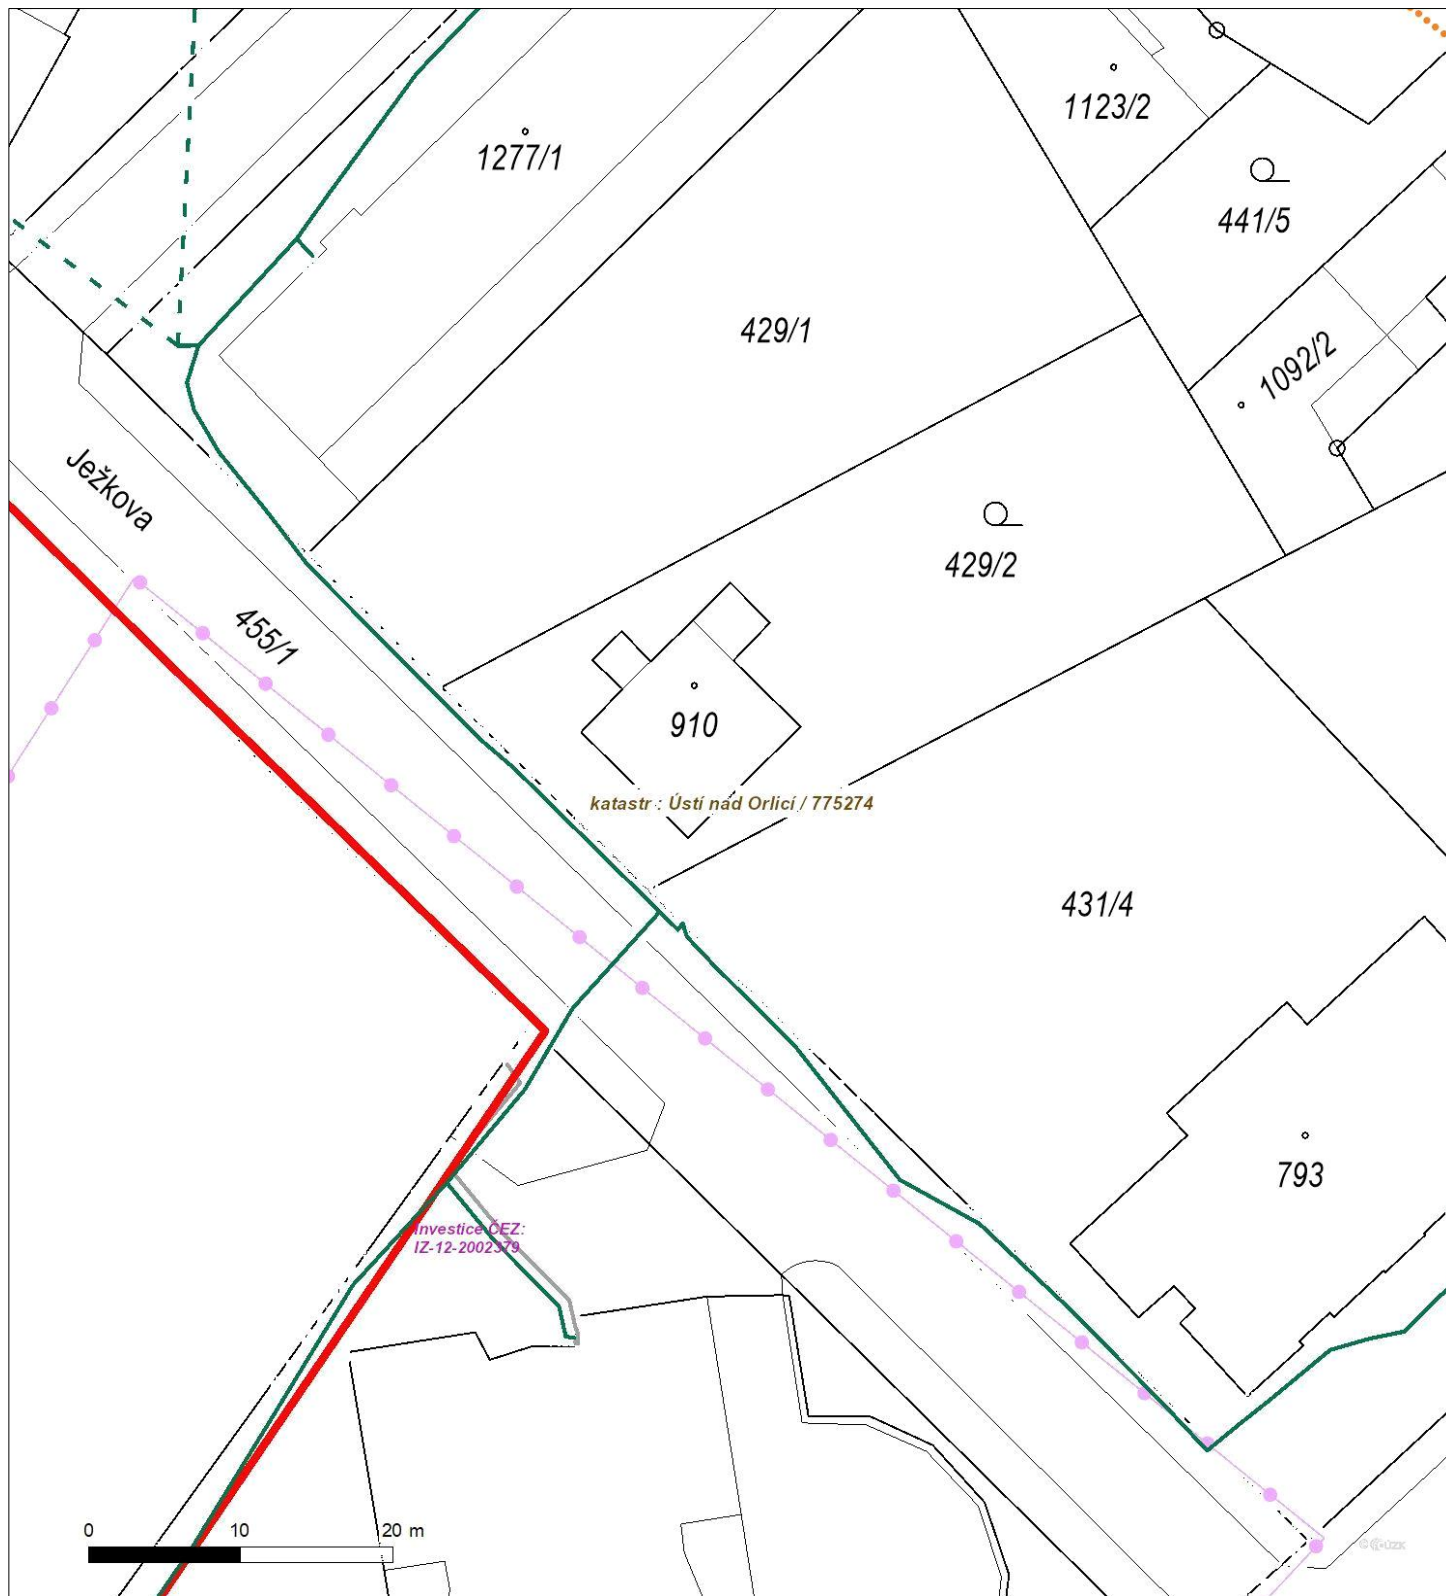 1123/2
1277/1
441/5
429/1
1092/2
Ježkova
429/2
455/1
910
katastr : Ústí nad Orlicí / 775274
431/4
793
Investice ČEZ:
IZ-12-2002379
0 10 20 m